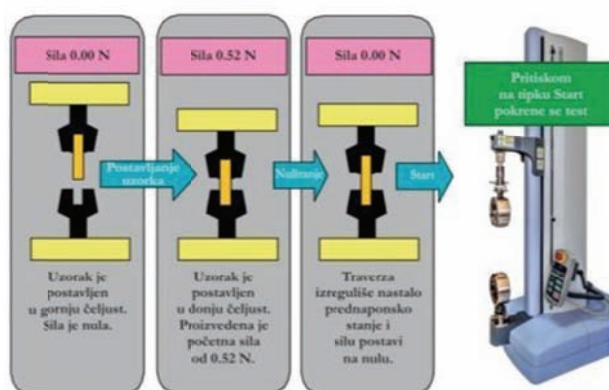 Sila 0.00 N
Uzorak je
postavljen
u gornju čeljust.
Sila je nula.
Postavljanje
uzorka
Sila 0.52 N
Uzorak je
postavljen
u donju čeljust.
Proizvedena je
početna sila
od 0.52 N.
Nuliranje
Sila 0.00 N
Traverza
izreguliše nastalo
prednaponsko
stanje i
silu postavi
na nulu.
Start
Pritiskom
na tipku Start
pokrene se test